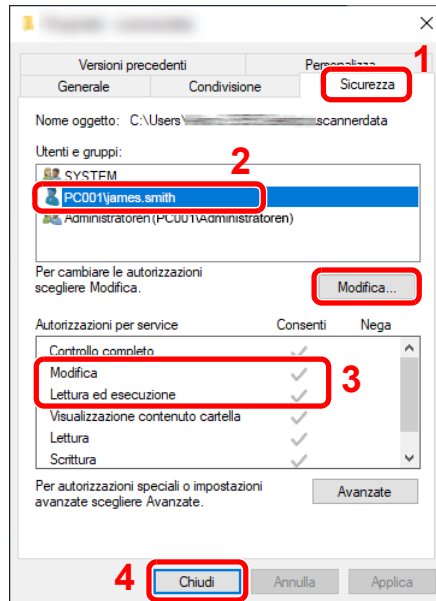 1
Versioni precedenti Personalizza
Generale Condivisione Sicurezza
Nome oggetto: C:\Users\ scannerdata
Utenti e gruppi:
2
SYSTEM
PC001\james.smith
Administratoren (PC001\Administratoren)
Per cambiare le autorizzazioni
scegliere Modifica.
Modifica...
Autorizzazioni per service Consenti Nega
Controllo completo
Modifica
3
Lettura ed esecuzione
Visualizzazione contenuto cartella
Lettura
Scrittura
Per autorizzazioni speciali o impostazioni
avanzate scegliere Avanzate.
Avanzate
4 Chiudi Annulla Applica